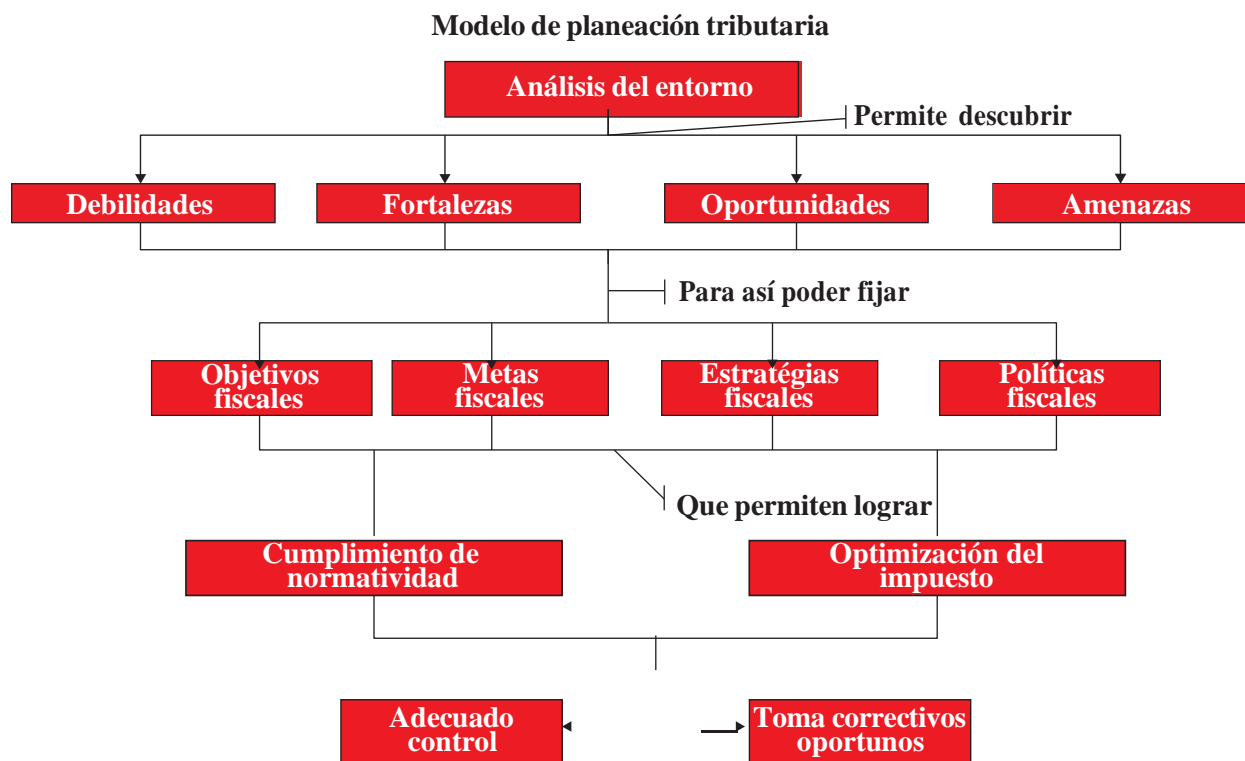 Modelo de planeación tributaria
Análisis del entorno
Permite descubrir
Debilidades
Fortalezas
Oportunidades
Amenazas
Para así poder fijar
Objetivos
fiscales
Metas
fiscales
Estratégias
fiscales
Políticas
fiscales
Que permiten lograr
Cumplimiento de
normatividad
Optimización del
impuesto
Adecuado
control
Toma correctivos
oportunos